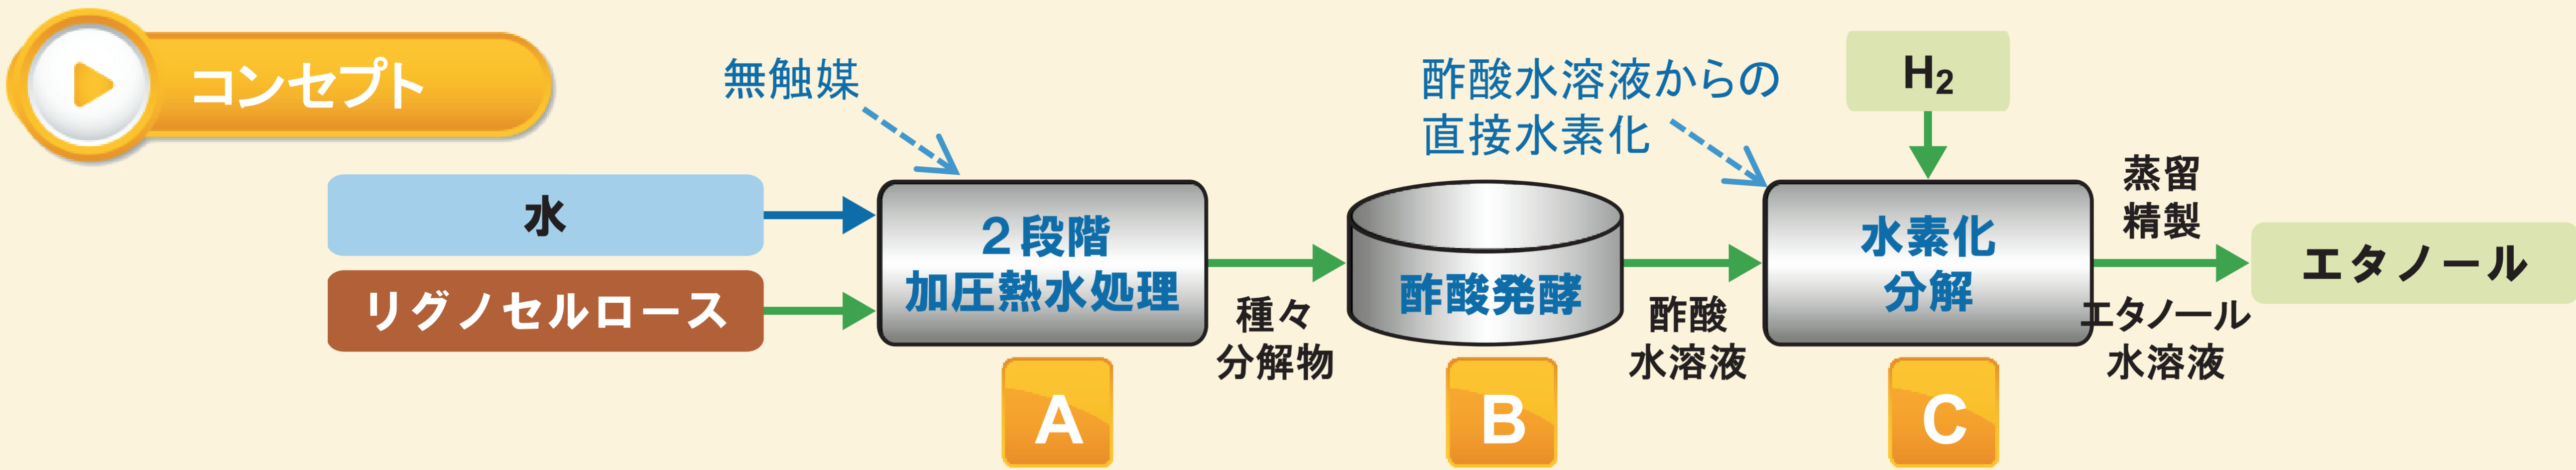 コンセプト
無触媒
水
リグノセルロース
２段階
加圧熱水処理
A
種々
分解物
酢酸発酵
B
酢酸
水溶液
酢酸水溶液からの
直接水素化
H₂
水素化
分解
C
蒸留
精製
エタノール
水溶液
エタノール